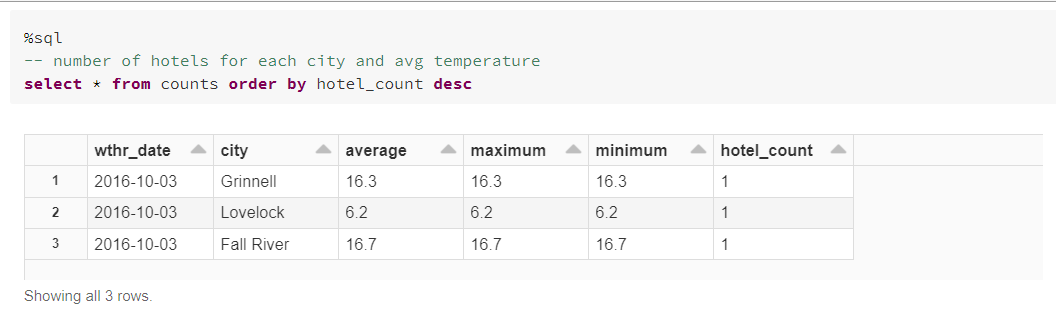 %sql
-- number of hotels for each city and avg temperature
select * from counts order by hotel_count desc
wthr_date city average maximum minimum hotel_count
1 2016-10-03 Grinnell 16.3 16.3 16.3 1
2 2016-10-03 Lovelock 6.2 6.2 6.2 1
3 2016-10-03 Fall River 16.7 16.7 16.7 1
Showing all 3 rows.